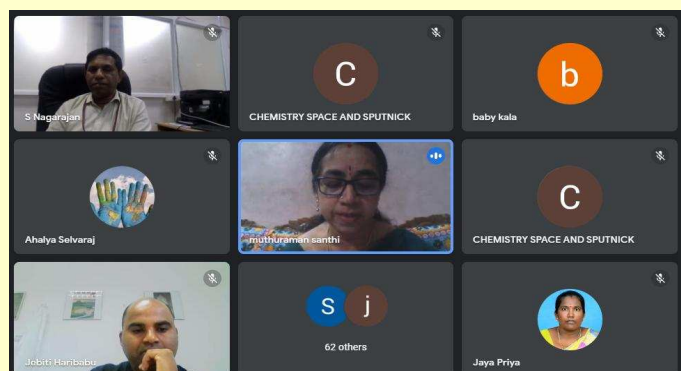 S Nagarajan
C
CHEMISTRY SPACE AND SPUTNICK
b
baby kala
Ahalya Selvaraj
muthuraman santhi
C
CHEMISTRY SPACE AND SPUTNICK
Jebiti Haribabu
S
j
62 others
Jaya Priya